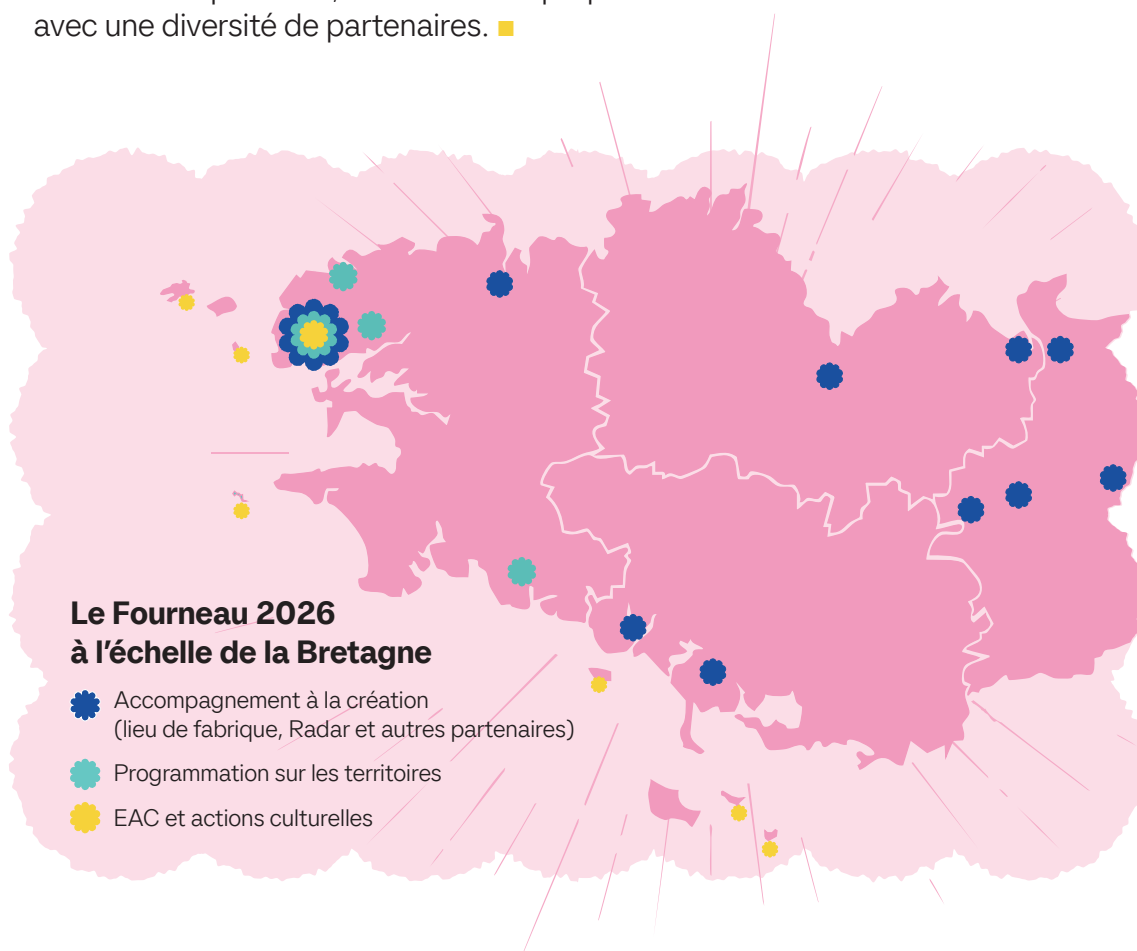 avec une diversité de partenaires.
Le Fourneau 2026
à l'échelle de la Bretagne
Accompagnement à la création
(lieu de fabrique, Radar et autres partenaires)
Programmation sur les territoires
EAC et actions culturelles